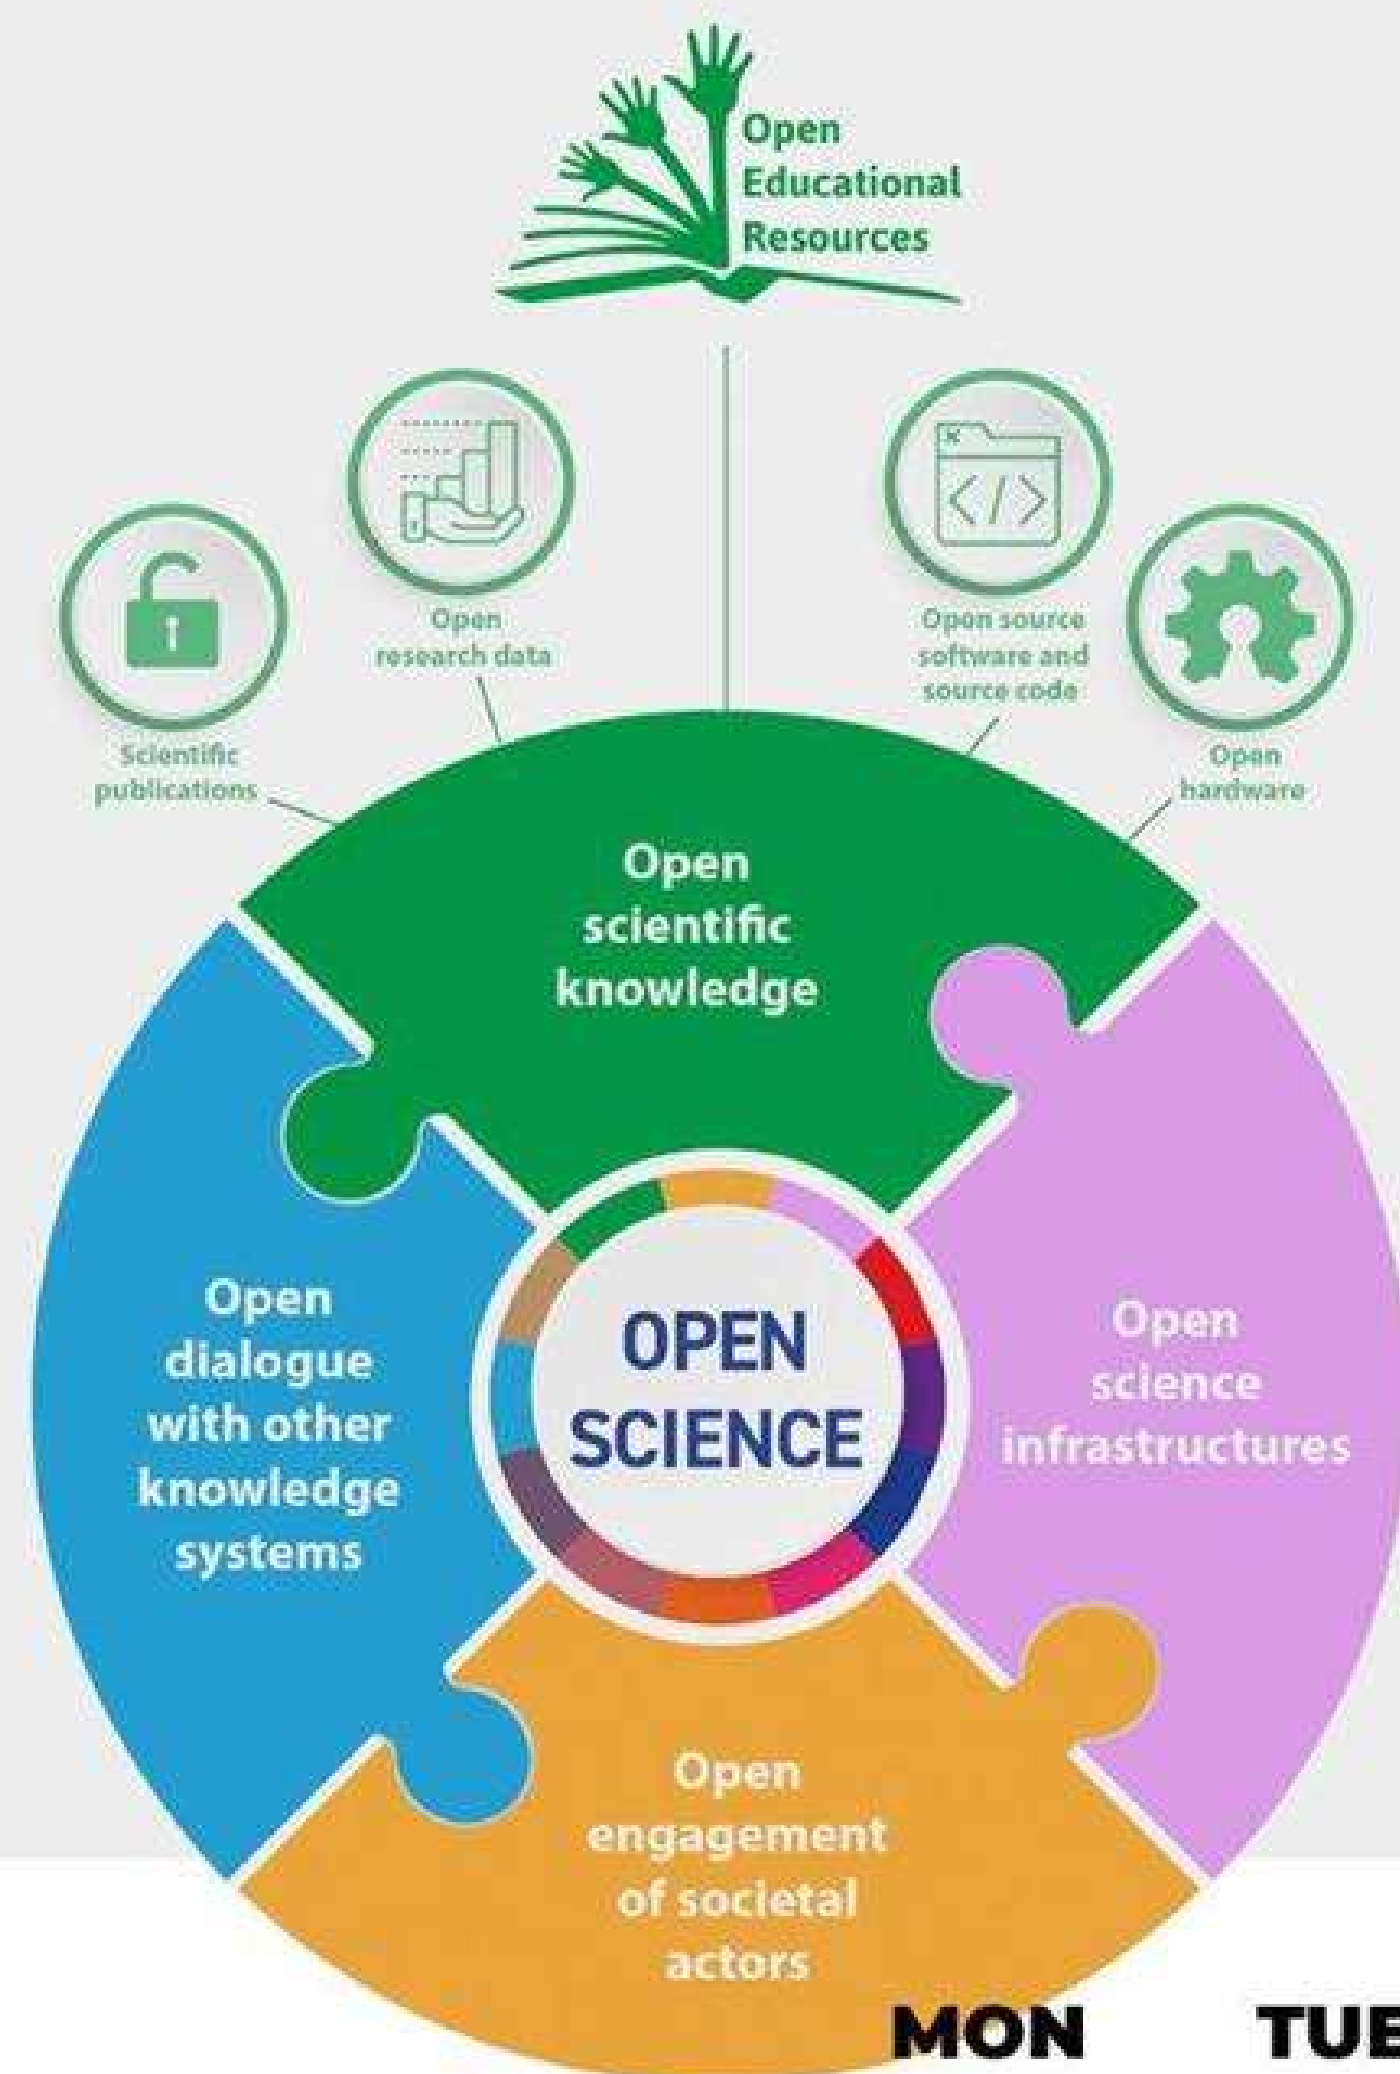 Open
Educational
Resources
Open
research data
Open source
software and
source code
Scientific
publications
Open
hardware
Open
scientific
knowledge
Open
dialogue
with other
knowledge
systems
OPEN
SCIENCE
Open
science
infrastructures
Open
engagement
of societal
actors
MON TUE